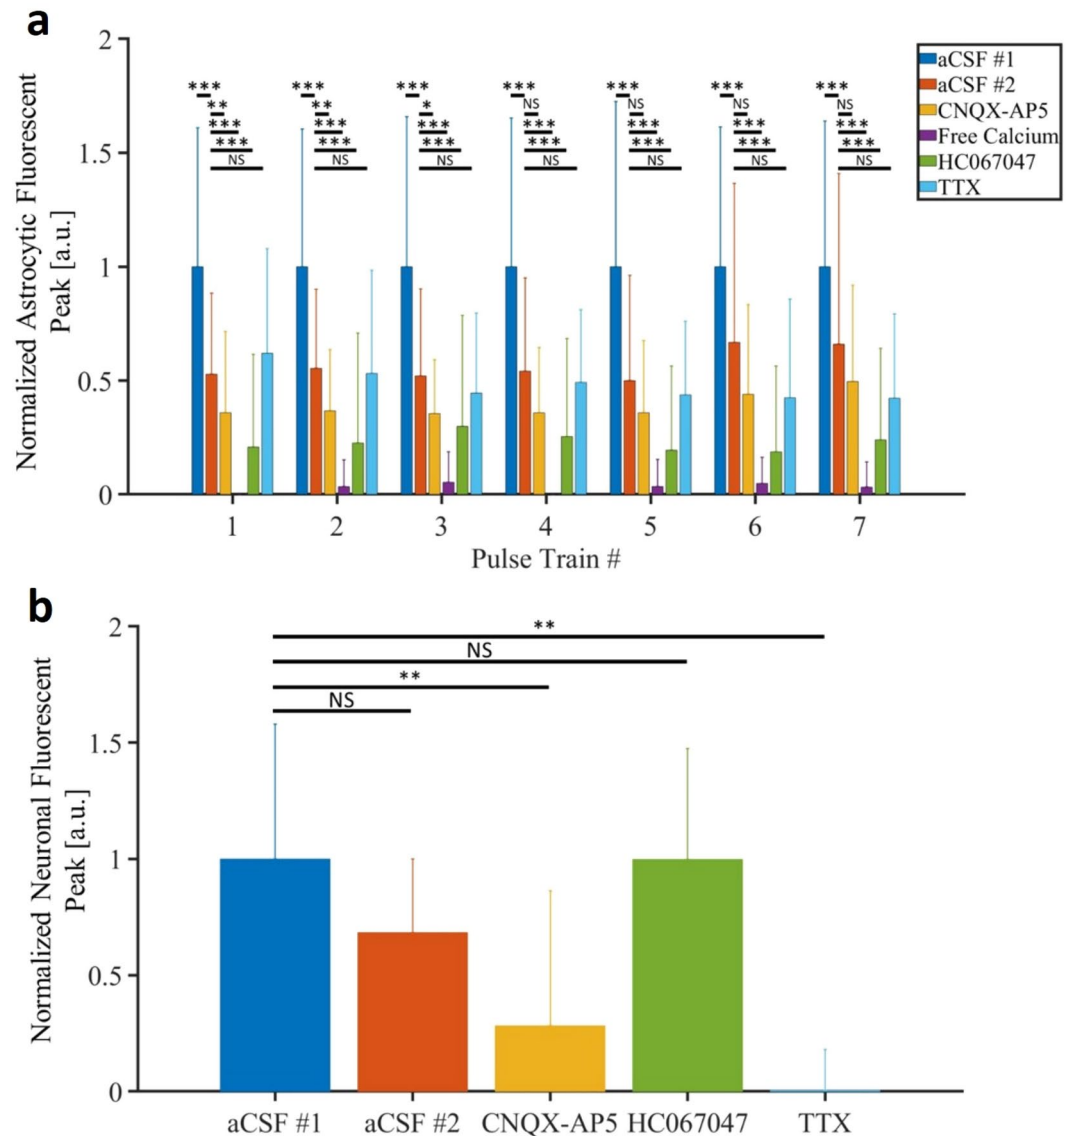 a
Normalized Astrocytic Fluorescent
Peak [a.u.]
2
1.5
1
0.5
0
*** *** *** *** *** *** ***
** ** * NS NS NS NS
*** *** *** *** *** *** ***
*** *** *** *** *** *** ***
NS NS NS NS NS NS NS
aCSF #1
aCSF #2
CNQX-AP5
Free Calcium
HC067047
TTX
1 2 3 4 5 6 7
Pulse Train #
b
Normalized Neuronal Fluorescent
Peak [a.u.]
2
1.5
1
0.5
0
**
NS
**
NS
aCSF #1 aCSF #2 CNQX-AP5 HC067047 TTX